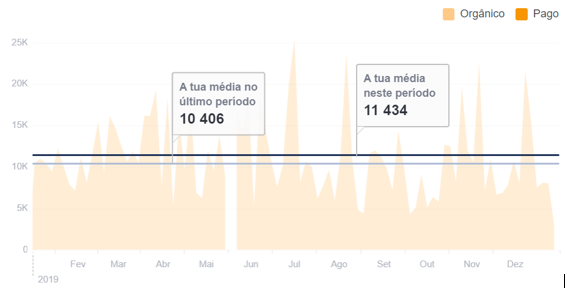 Orgânico Pago
25K
20K
15K
10K
5K
0
A tua média no
último período
10 406
A tua média
neste período
11 434
Fev Mar Abr Mai Jun Jul Ago Set Out Nov Dez
2019